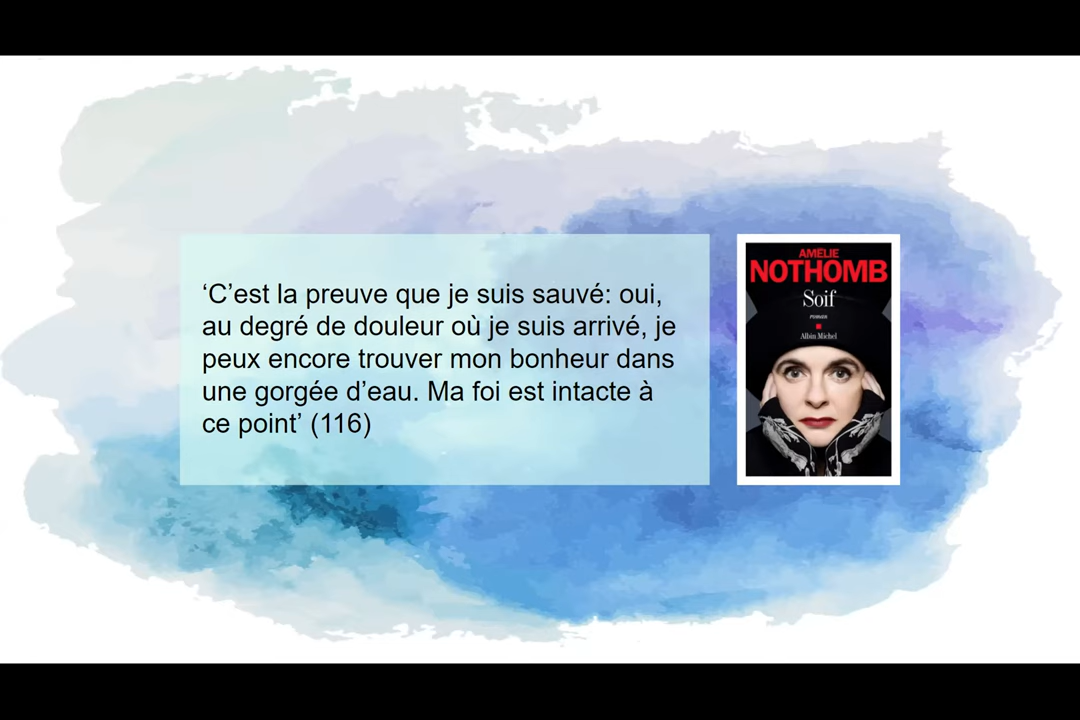 ‘C’est la preuve que je suis sauvé: oui,
au degré de douleur où je suis arrivé, je
peux encore trouver mon bonheur dans
une gorgée d’eau. Ma foi est intacte à
ce point’ (116)
AMÉLIE
NOTHOMB
Soif
ROMAN
Albin Michel